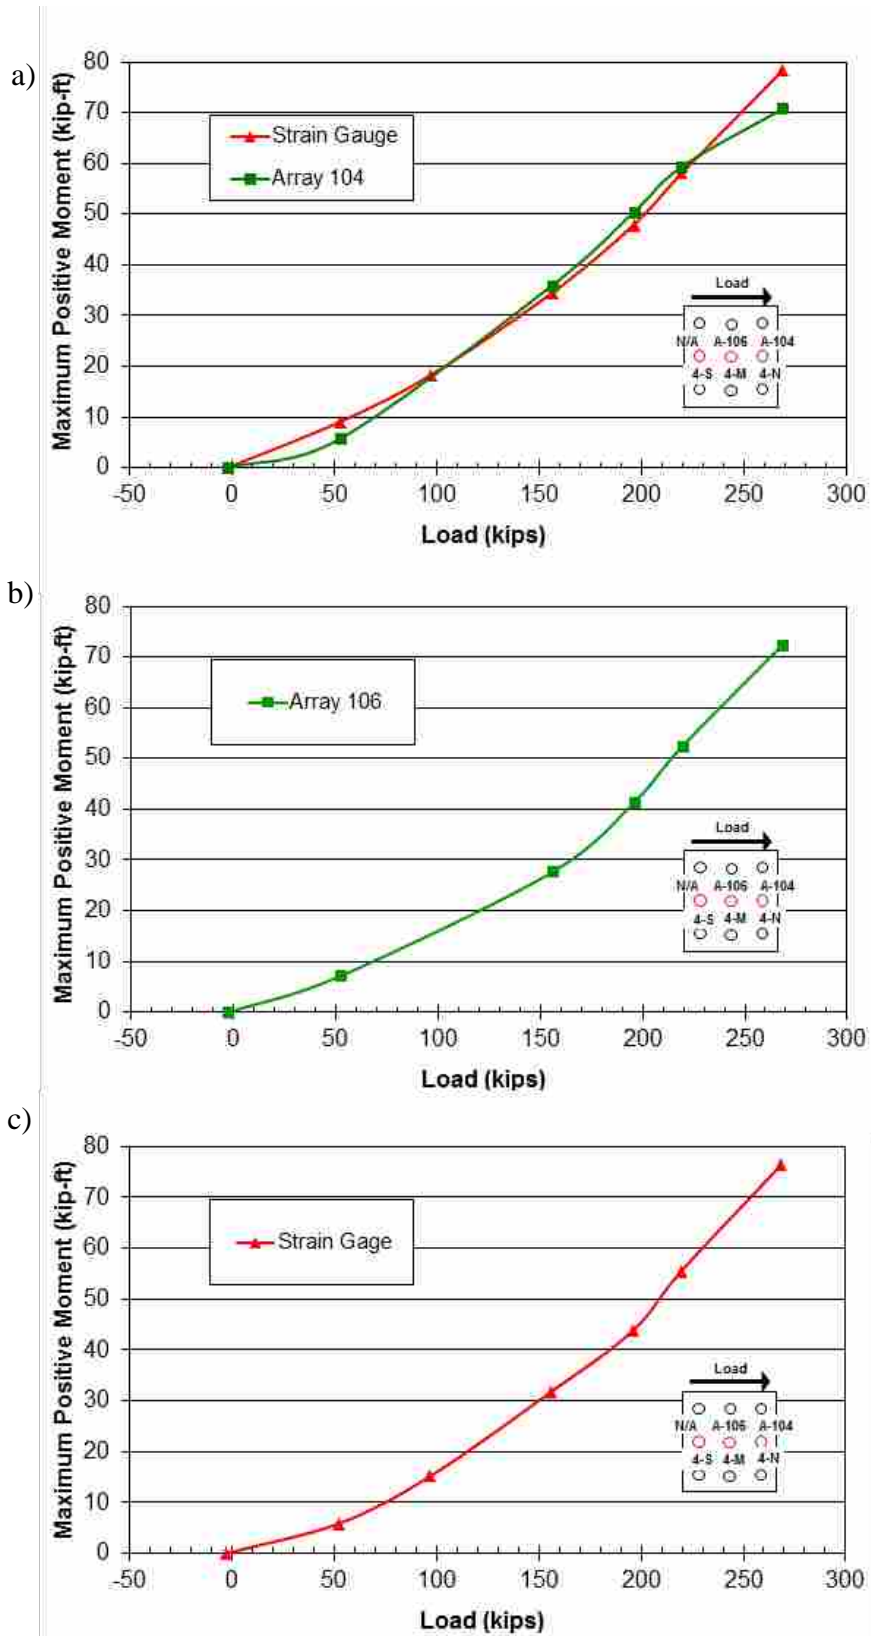 a)
Maximum Positive Moment (kip-ft)
80
70
60
50
40
30
20
10
0
Strain Gauge
Array 104
Load
N/A A-106 A-104
4-S 4-M 4-N
-50 0 50 100 150 200 250 300
Load (kips)
b)
Maximum Positive Moment (kip-ft)
80
70
60
50
40
30
20
10
0
Array 106
Load
N/A A-106 A-104
4-S 4-M 4-N
-50 0 50 100 150 200 250 300
Load (kips)
c)
Maximum Positive Moment (kip-ft)
80
70
60
50
40
30
20
10
0
Strain Gage
Load
N/A A-106 A-104
4-S 4-M 4-N
-50 0 50 100 150 200 250 300
Load (kips)